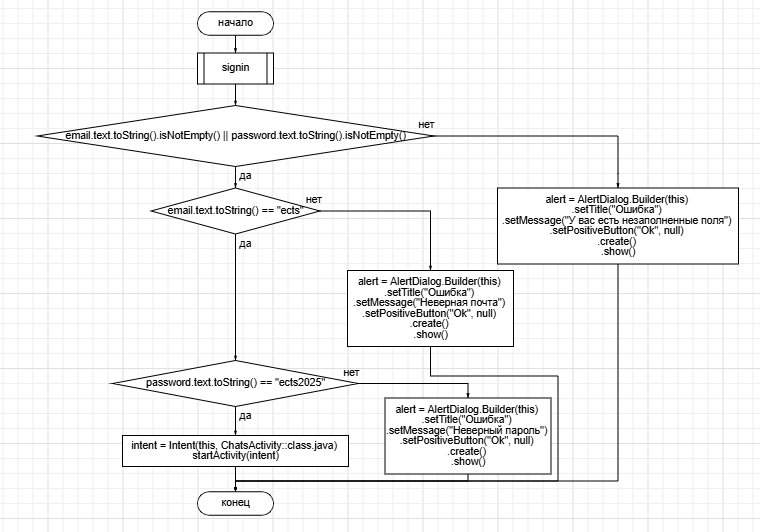 начало
signin
email.text.toString().isNotEmpty() || password.text.toString().isNotEmpty()
нет
да
email.text.toString() == "ects"
нет
да
alert = AlertDialog.Builder(this)
.setTitle("Ошибка")
.setMessage("У вас есть незаполненные поля")
.setPositiveButton("Ok", null)
.create()
.show()
alert = AlertDialog.Builder(this)
.setTitle("Ошибка")
.setMessage("Неверная почта")
.setPositiveButton("Ok", null)
.create()
.show()
password.text.toString() == "ects2025"
нет
да
alert = AlertDialog.Builder(this)
.setTitle("Ошибка")
.setMessage("Неверный пароль")
.setPositiveButton("Ok", null)
.create()
.show()
intent = Intent(this, ChatsActivity::class.java)
startActivity(intent)
конец